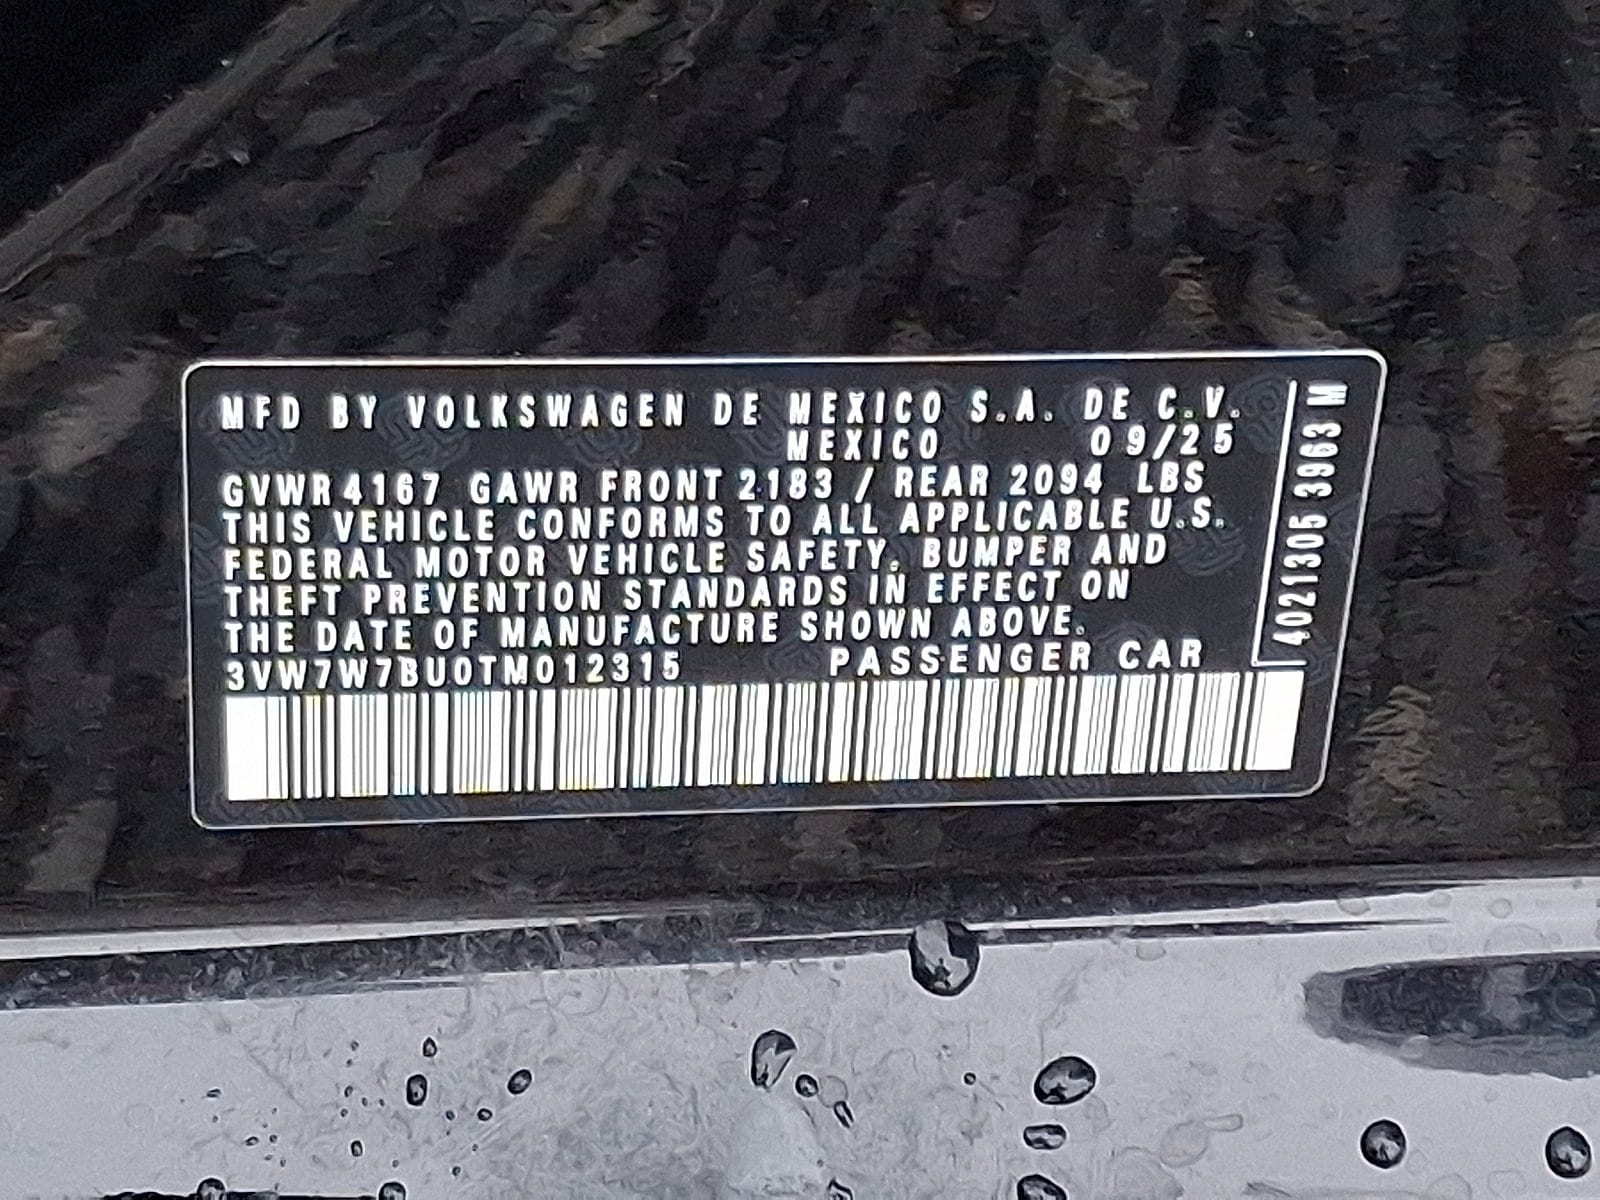 MFD BY VOLKSWAGEN DE MEXICO S.A. DE C.V.
MEXICO 09/25
GVWR 4167 GAWR FRONT 2183 / REAR 2094 LBS
THIS VEHICLE CONFORMS TO ALL APPLICABLE U.S.
FEDERAL MOTOR VEHICLE SAFETY, BUMPER AND
THEFT PREVENTION STANDARDS IN EFFECT ON
THE DATE OF MANUFACTURE SHOWN ABOVE.
3VW7W7BU0TM012315 PASSENGER CAR
4021305 3963 M